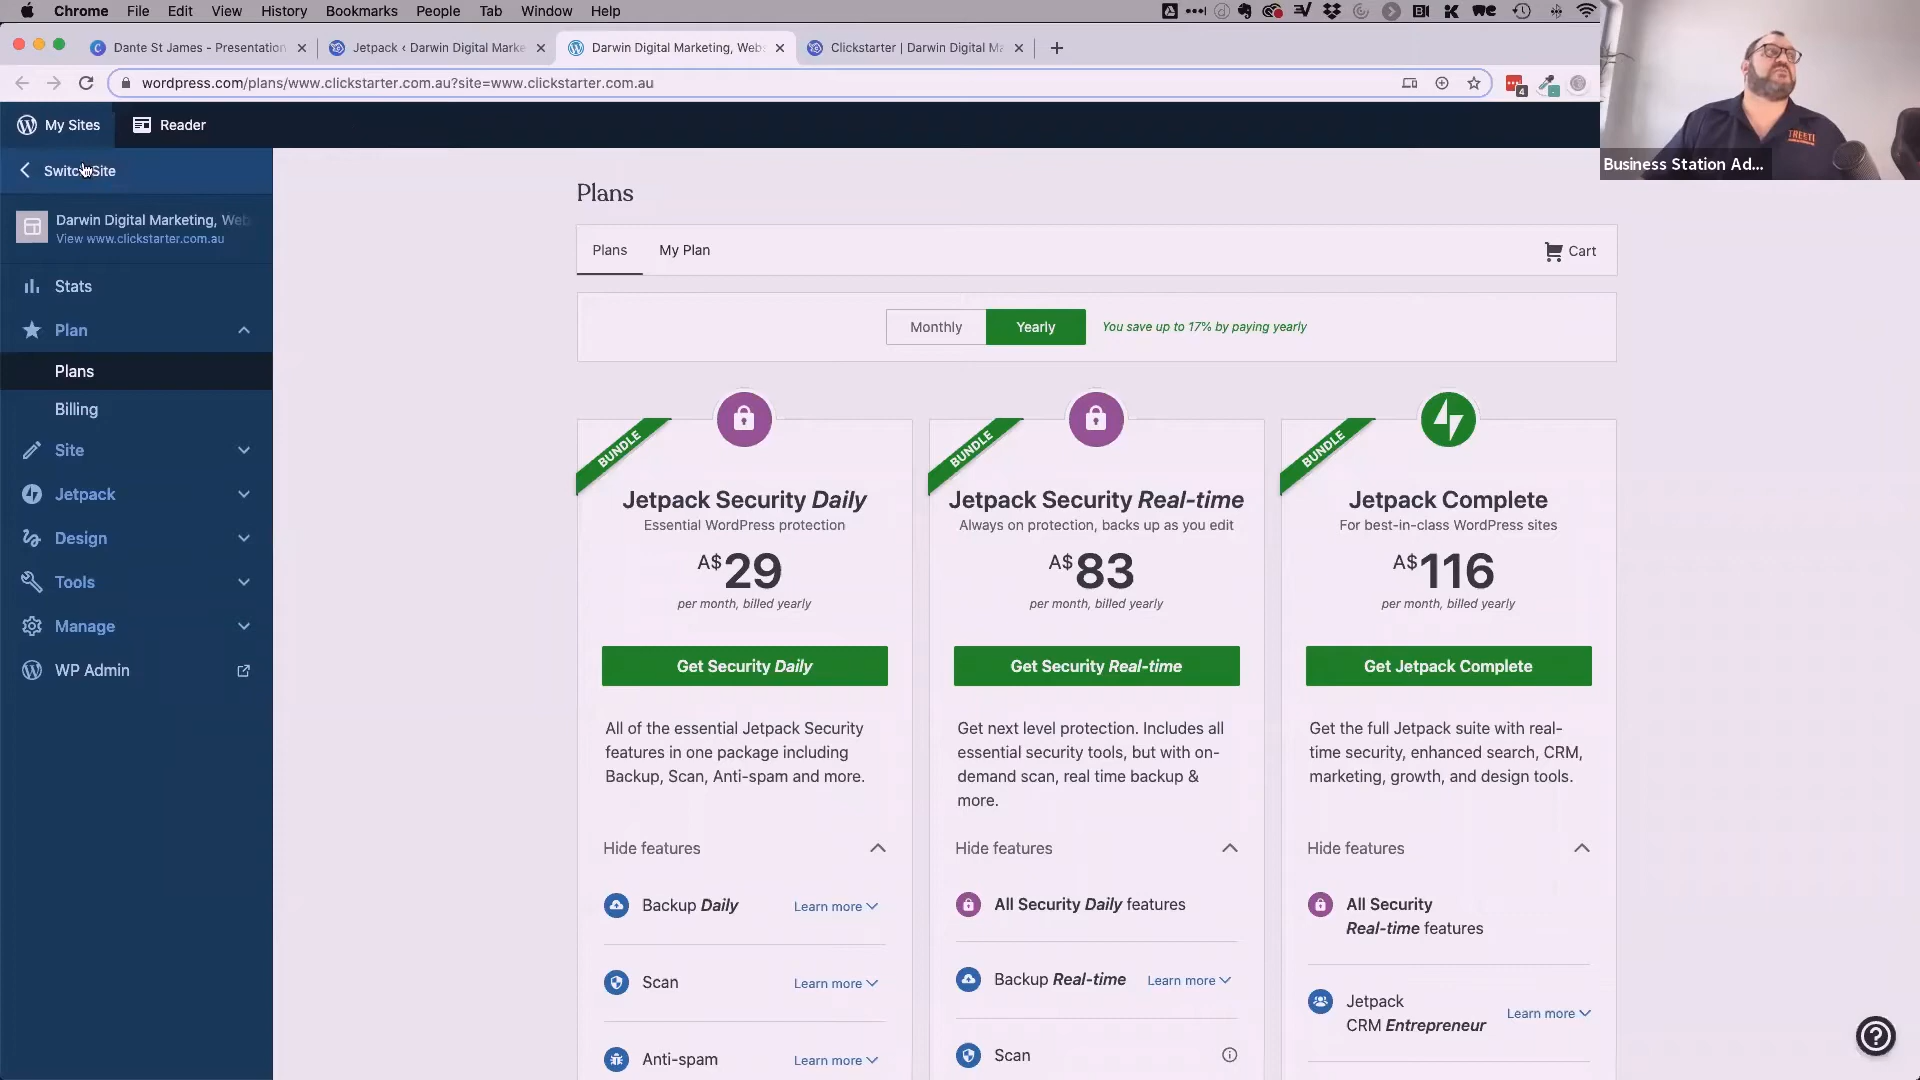 Chrome File Edit View History Bookmarks People Tab Window Help
Dante St James - Presentation
Jetpack ‹ Darwin Digital Marke
Darwin Digital Marketing, Web
Clickstarter | Darwin Digital Ma
wordpress.com/plans/www.clickstarter.com.au?site=www.clickstarter.com.au
4
My Sites
Reader
TREETI
Business Station Ad...
Switch Site
Darwin Digital Marketing, Web
View www.clickstarter.com.au
Stats
Plan
Plans
Billing
Site
Jetpack
Design
Tools
Manage
WP Admin
Plans
Plans My Plan Cart
Monthly Yearly You save up to 17% by paying yearly
BUNDLE
Jetpack Security Daily
Essential WordPress protection
A$29
per month, billed yearly
Get Security Daily
All of the essential Jetpack Security
features in one package including
Backup, Scan, Anti-spam and more.
Hide features
Backup Daily Learn more
Scan Learn more
Anti-spam Learn more
BUNDLE
Jetpack Security Real-time
Always on protection, backs up as you edit
A$83
per month, billed yearly
Get Security Real-time
Get next level protection. Includes all
essential security tools, but with on-
demand scan, real time backup &
more.
Hide features
All Security Daily features
Backup Real-time Learn more
Scan
BUNDLE
Jetpack Complete
For best-in-class WordPress sites
A$116
per month, billed yearly
Get Jetpack Complete
Get the full Jetpack suite with real-
time security, enhanced search, CRM,
marketing, growth, and design tools.
Hide features
All Security
Real-time features
Jetpack
CRM Entrepreneur Learn more